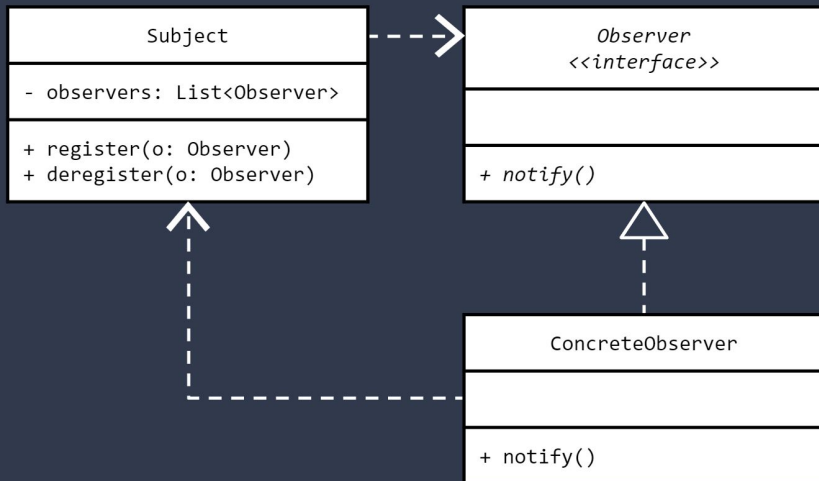 Subject
- observers: List<Observer>
+ register(o: Observer)
+ deregister(o: Observer)
Observer
<<interface>>
+ notify()
ConcreteObserver
+ notify()